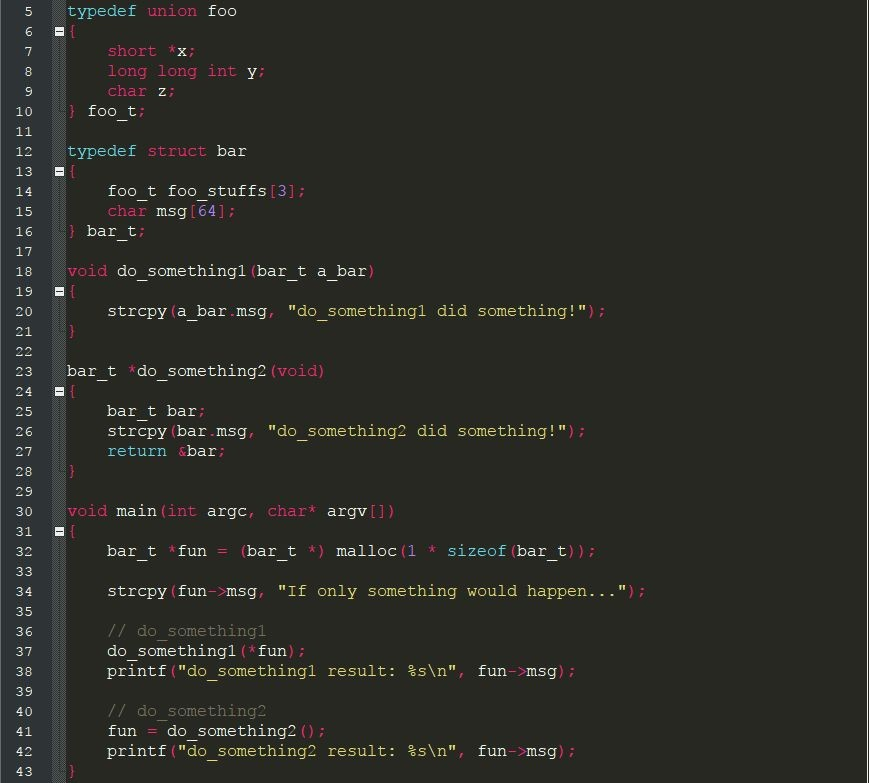 5 typedef union foo
6 {
7     short *x;
8     long long int y;
9     char z;
10 } foo_t;
11
12 typedef struct bar
13 {
14     foo_t foo_stuffs[3];
15     char msg[64];
16 } bar_t;
17
18 void do_something1(bar_t a_bar)
19 {
20     strcpy(a_bar.msg, "do_something1 did something!");
21 }
22
23 bar_t *do_something2(void)
24 {
25     bar_t bar;
26     strcpy(bar.msg, "do_something2 did something!");
27     return &bar;
28 }
29
30 void main(int argc, char* argv[])
31 {
32     bar_t *fun = (bar_t *) malloc(1 * sizeof(bar_t));
33
34     strcpy(fun->msg, "If only something would happen...");
35
36     // do_something1
37     do_something1(*fun);
38     printf("do_something1 result: %s\n", fun->msg);
39
40     // do_something2
41     fun = do_something2();
42     printf("do_something2 result: %s\n", fun->msg);
43 }